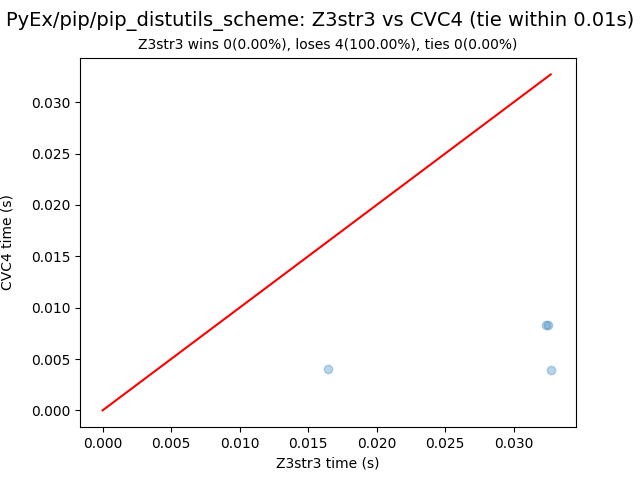 PyEx/pip/pip_distutils_scheme: Z3str3 vs CVC4 (tie within 0.01s)
Z3str3 wins 0(0.00%), loses 4(100.00%), ties 0(0.00%)
CVC4 time (s)
0.030
0.025
0.020
0.015
0.010
0.005
0.000
0.000 0.005 0.010 0.015 0.020 0.025 0.030
Z3str3 time (s)